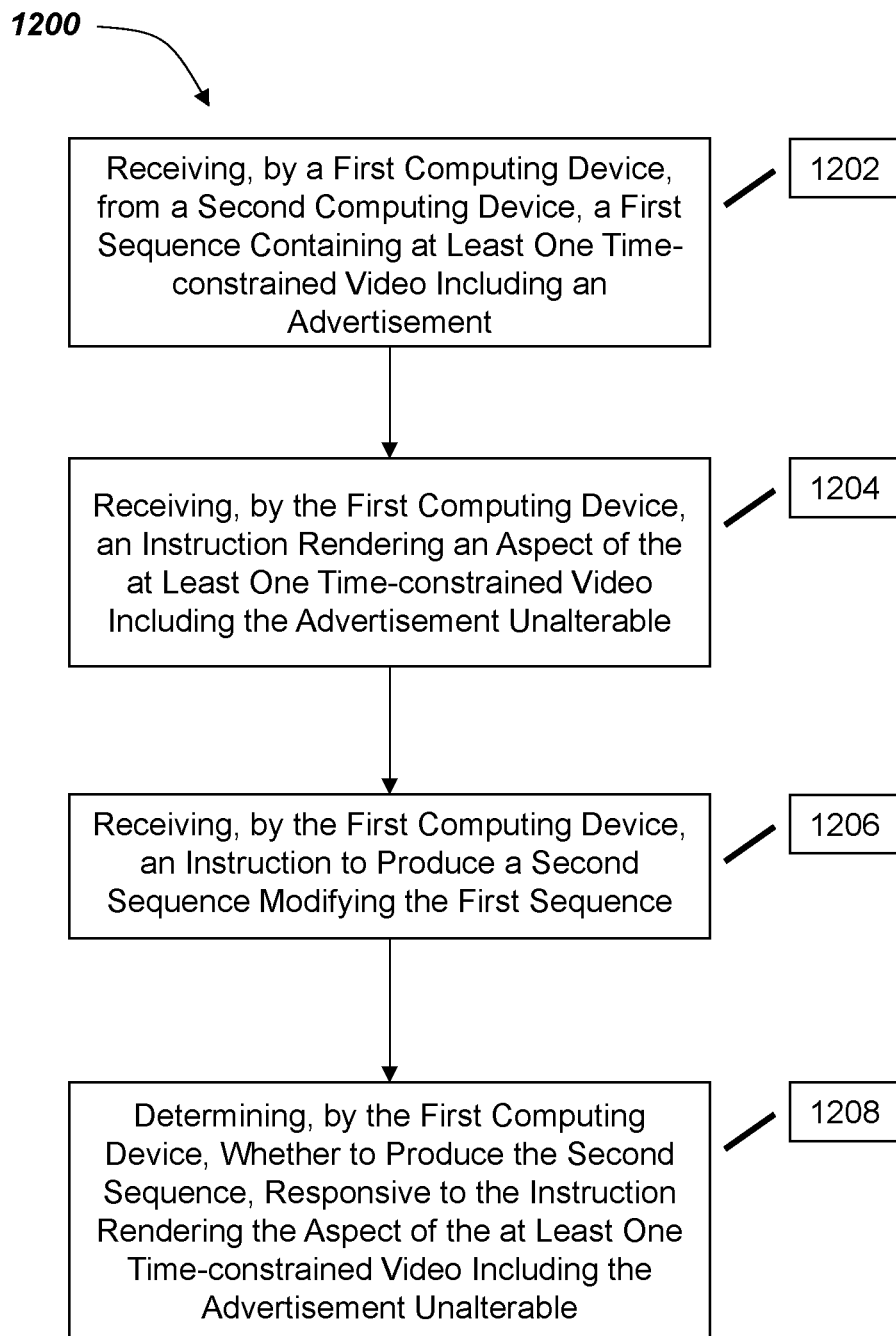 1200
Receiving, by a First Computing Device,
from a Second Computing Device, a First
Sequence Containing at Least One Time-
constrained Video Including an
Advertisement
1202
Receiving, by the First Computing Device,
an Instruction Rendering an Aspect of the
at Least One Time-constrained Video
Including the Advertisement Unalterable
1204
Receiving, by the First Computing Device,
an Instruction to Produce a Second
Sequence Modifying the First Sequence
1206
Determining, by the First Computing
Device, Whether to Produce the Second
Sequence, Responsive to the Instruction
Rendering the Aspect of the at Least One
Time-constrained Video Including the
Advertisement Unalterable
1208